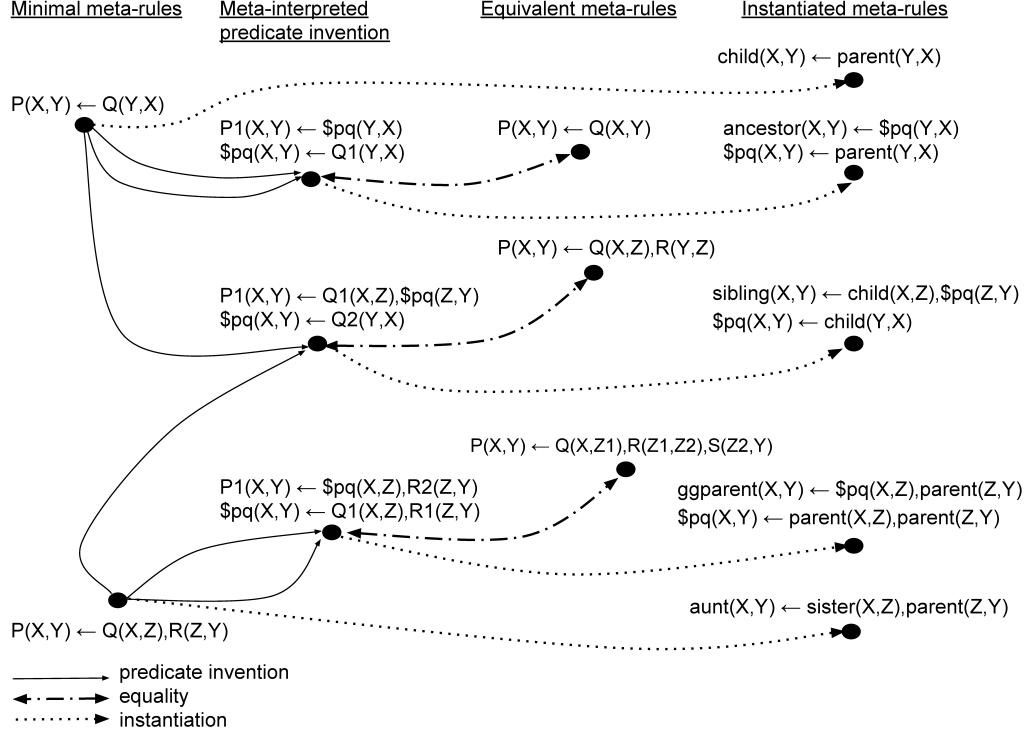 Minimal meta-rules
Meta-interpreted
predicate invention
Equivalent meta-rules
Instantiated meta-rules
child(X,Y) ← parent(Y,X)
P(X,Y) ← Q(Y,X)
P1(X,Y) ← $pq(Y,X)
$pq(X,Y) ← Q1(Y,X)
P(X,Y) ← Q(X,Y)
ancestor(X,Y) ← $pq(Y,X)
$pq(X,Y) ← parent(Y,X)
P(X,Y) ← Q(X,Z),R(Y,Z)
P1(X,Y) ← Q1(X,Z),$pq(Z,Y)
$pq(X,Y) ← Q2(Y,X)
sibling(X,Y) ← child(X,Z),$pq(Z,Y)
$pq(X,Y) ← child(Y,X)
P(X,Y) ← Q(X,Z1),R(Z1,Z2),S(Z2,Y)
P1(X,Y) ← $pq(X,Z),R2(Z,Y)
$pq(X,Y) ← Q1(X,Z),R1(Z,Y)
ggparent(X,Y) ← $pq(X,Z),parent(Z,Y)
$pq(X,Y) ← parent(X,Z),parent(Z,Y)
aunt(X,Y) ← sister(X,Z),parent(Z,Y)
P(X,Y) ← Q(X,Z),R(Z,Y)
predicate invention
equality
instantiation